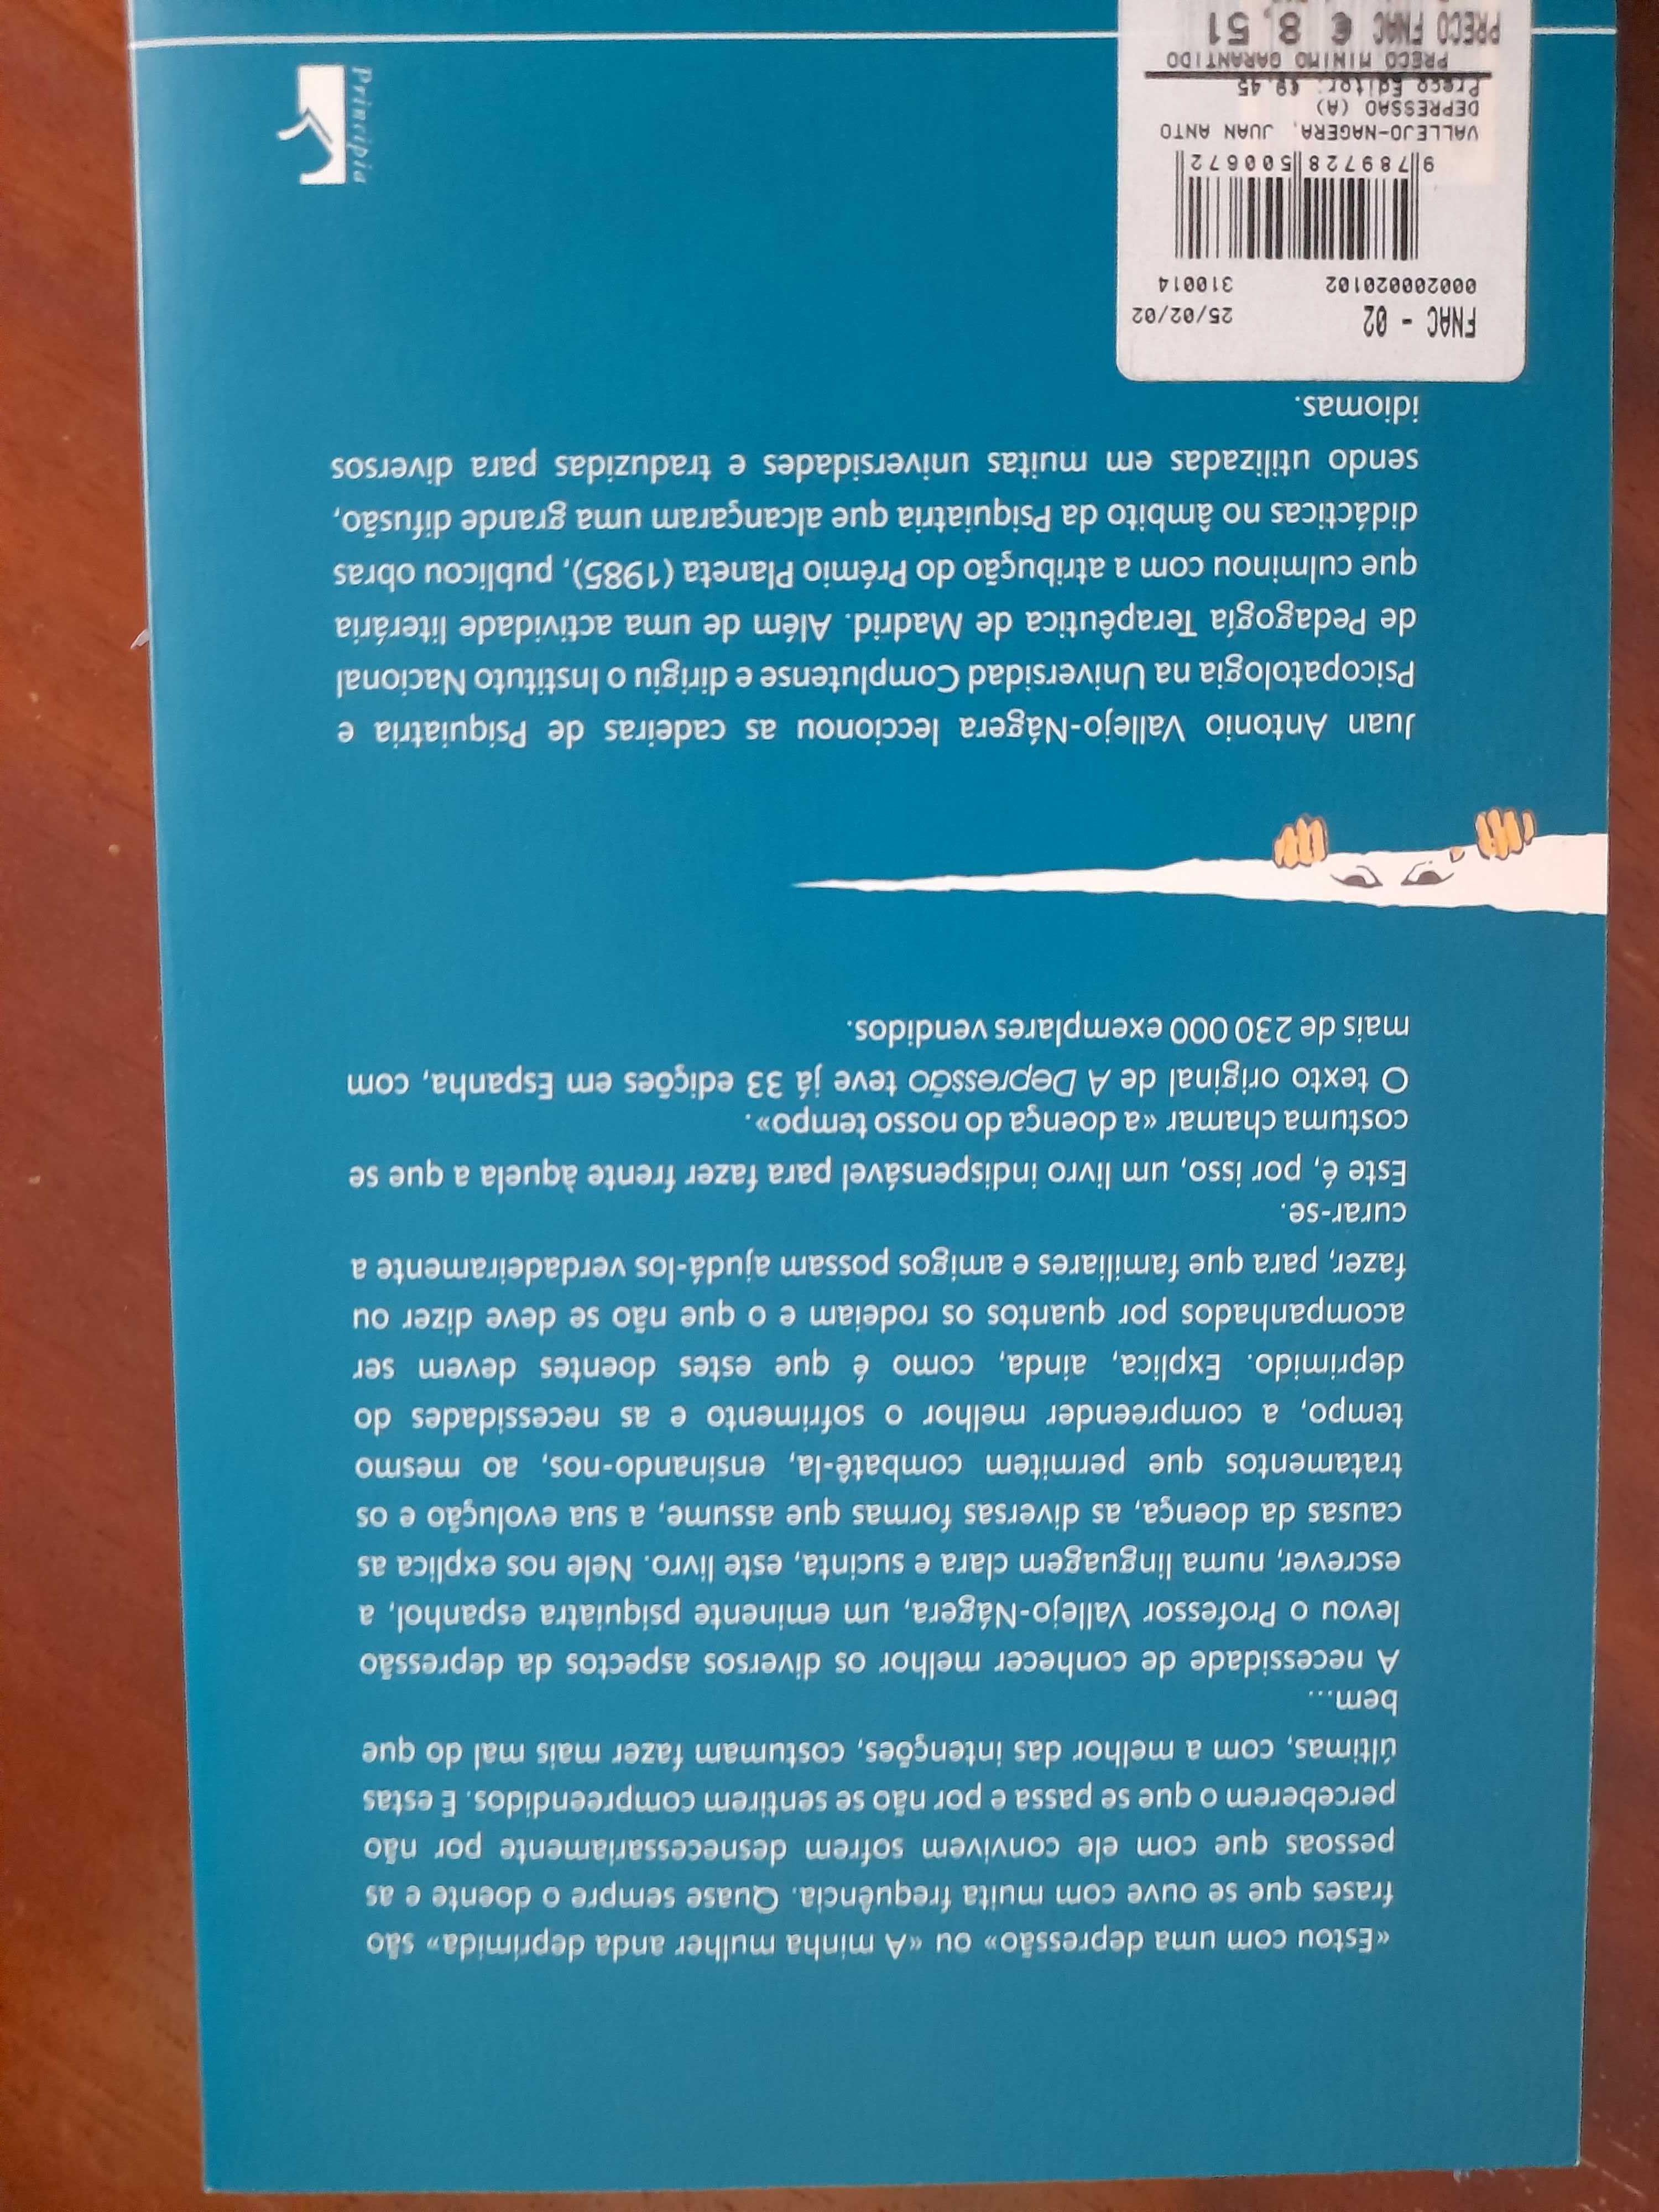 «Estou com uma depressão» ou «A minha mulher anda deprimida» são
frases que se ouve com muita frequência. Quase sempre o doente e as
pessoas que com ele convivem sofrem desnecessariamente por não
perceberem o que se passa e por não se sentirem compreendidos. E estas
últimas, com a melhor das intenções, costumam fazer mais mal do que
bem...
A necessidade de conhecer melhor os diversos aspectos da depressão
levou o Professor Vallejo-Nágera, um eminente psiquiatra espanhol, a
escrever, numa linguagem clara e sucinta, este livro. Nele nos explica as
causas da doença, as diversas formas que assume, a sua evolução e os
tratamentos que permitem combatê-la, ensinando-nos, ao mesmo
tempo, a compreender melhor o sofrimento e as necessidades do
deprimido. Explica, ainda, como é que estes doentes devem ser
acompanhados por quantos os rodeiam e o que não se deve dizer ou
fazer, para que familiares e amigos possam ajudá-los verdadeiramente a
curar-se.
Este é, por isso, um livro indispensável para fazer frente àquela a que se
costuma chamar «a doença do nosso tempo».
O texto original de A Depressão teve já 33 edições em Espanha, com
mais de 230 000 exemplares vendidos.
Juan Antonio Vallejo-Nágera leccionou as cadeiras de Psiquiatria e
Psicopatologia na Universidad Complutense e dirigiu o Instituto Nacional
de Pedagogía Terapêutica de Madrid. Além de uma actividade literária
que culminou com a atribução do Prémio Planeta (1985), publicou obras
didácticas no âmbito da Psiquiatria que alcançaram uma grande difusão,
sendo utilizadas em muitas universidades e traduzidas para diversos
idiomas.
FNAC - 02 25/02/02
0002000020102 310014
9 789728 500672
VALLEJO-NAGERA, JUAN ANTO
DEPRESSAO (A)
Preco Editor: €9.45
PRECO MINIMO GARANTIDO
PRECO FNAC € 8,51
Principia